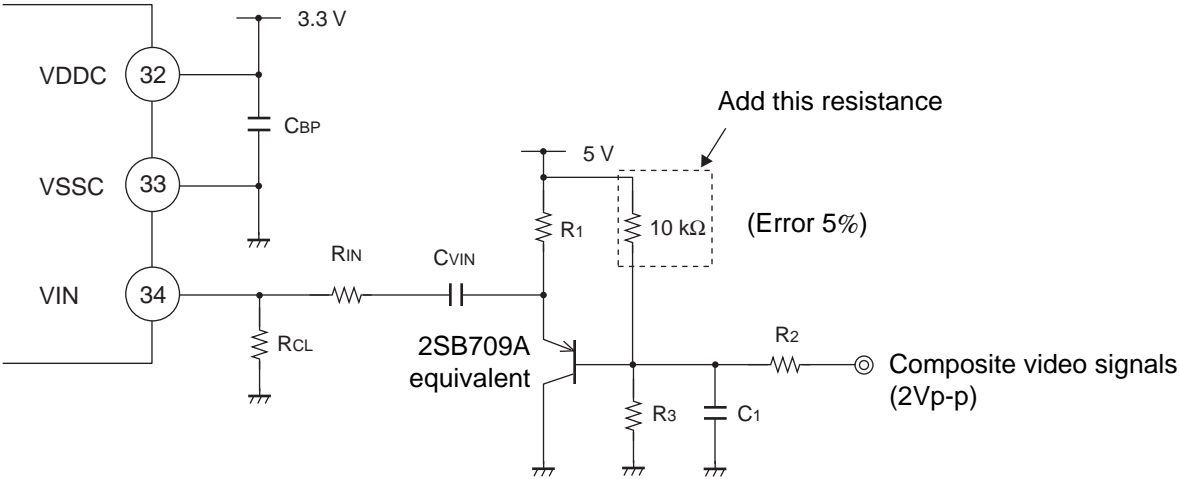 3.3 V
VDDC
32
CBP
VSSC
33
VIN
34
RIN
CVIN
RCL
Add this resistance
5 V
R1
10 kΩ
(Error 5%)
2SB709A
equivalent
R2
R3
C1
Composite video signals
(2Vp-p)